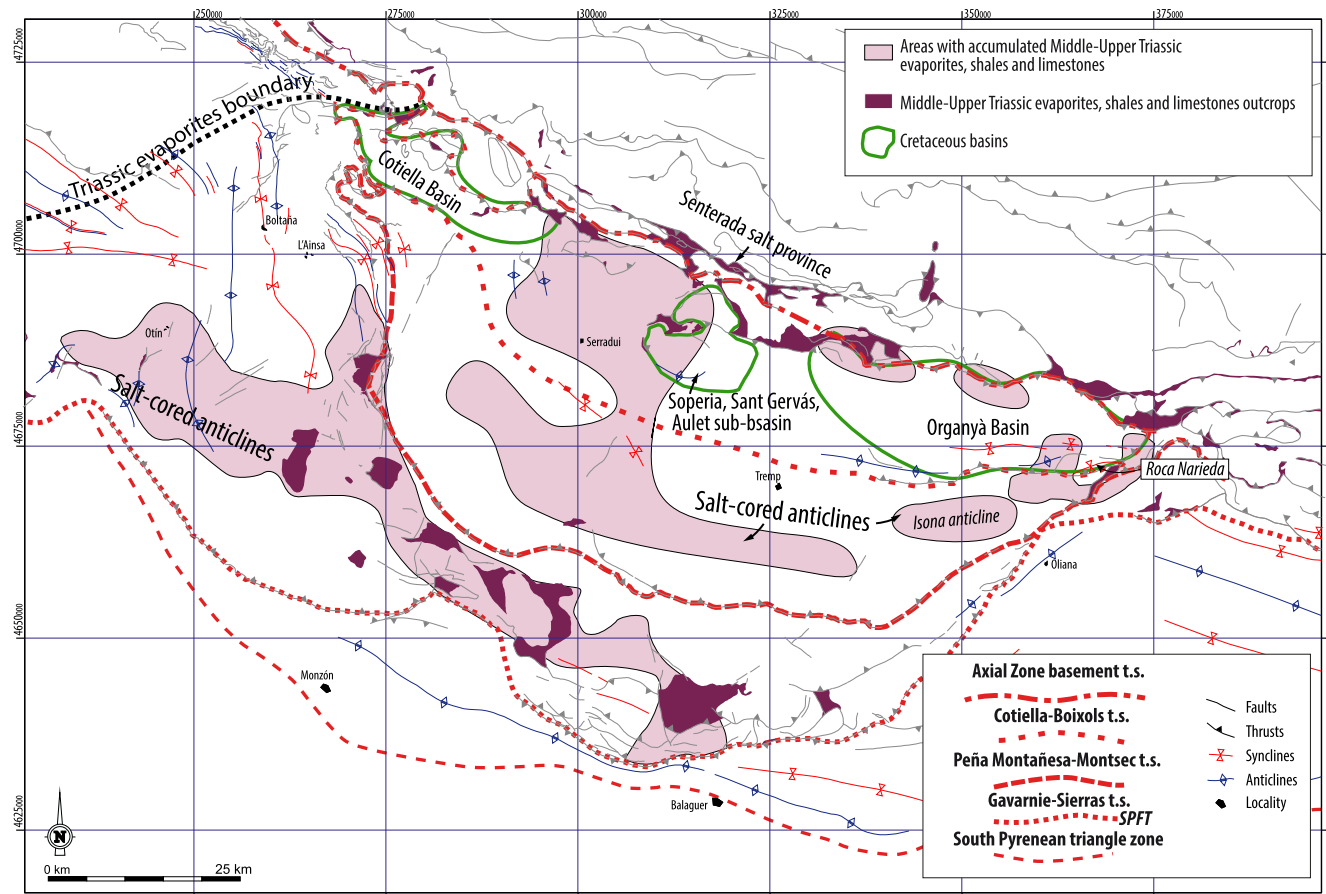 250000
275000
300000
325000
350000
375000
4725000
4700000
4675000
4650000
4625000
Areas with accumulated Middle-Upper Triassic
evaporites, shales and limestones
Middle-Upper Triassic evaporites, shales and limestones outcrops
Cretaceous basins
Triassic evaporites boundary
Cotiella Basin
Senterada salt province
Boltaña
L'Ainsa
Otín
Serradui
Salt-cored anticlines
Soperia, Sant Gervás,
Aulet sub-bsasin
Organyà Basin
Roca Narieda
Tremp
Salt-cored anticlines
Isona anticline
Oliana
Monzón
Balaguer
Axial Zone basement t.s.
Cotiella-Boixols t.s.
Peña Montañesa-Montsec t.s.
Gavarnie-Sierras t.s.
SPFT
South Pyrenean triangle zone
Faults
Thrusts
Synclines
Anticlines
Locality
N
0 km
25 km